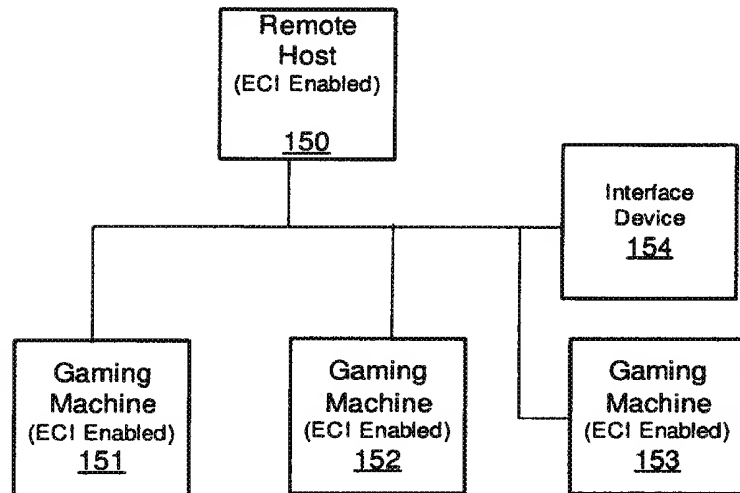 Remote
Host
(ECI Enabled)
150
Interface
Device
154
Gaming
Machine
(ECI Enabled)
151
Gaming
Machine
(ECI Enabled)
152
Gaming
Machine
(ECI Enabled)
153